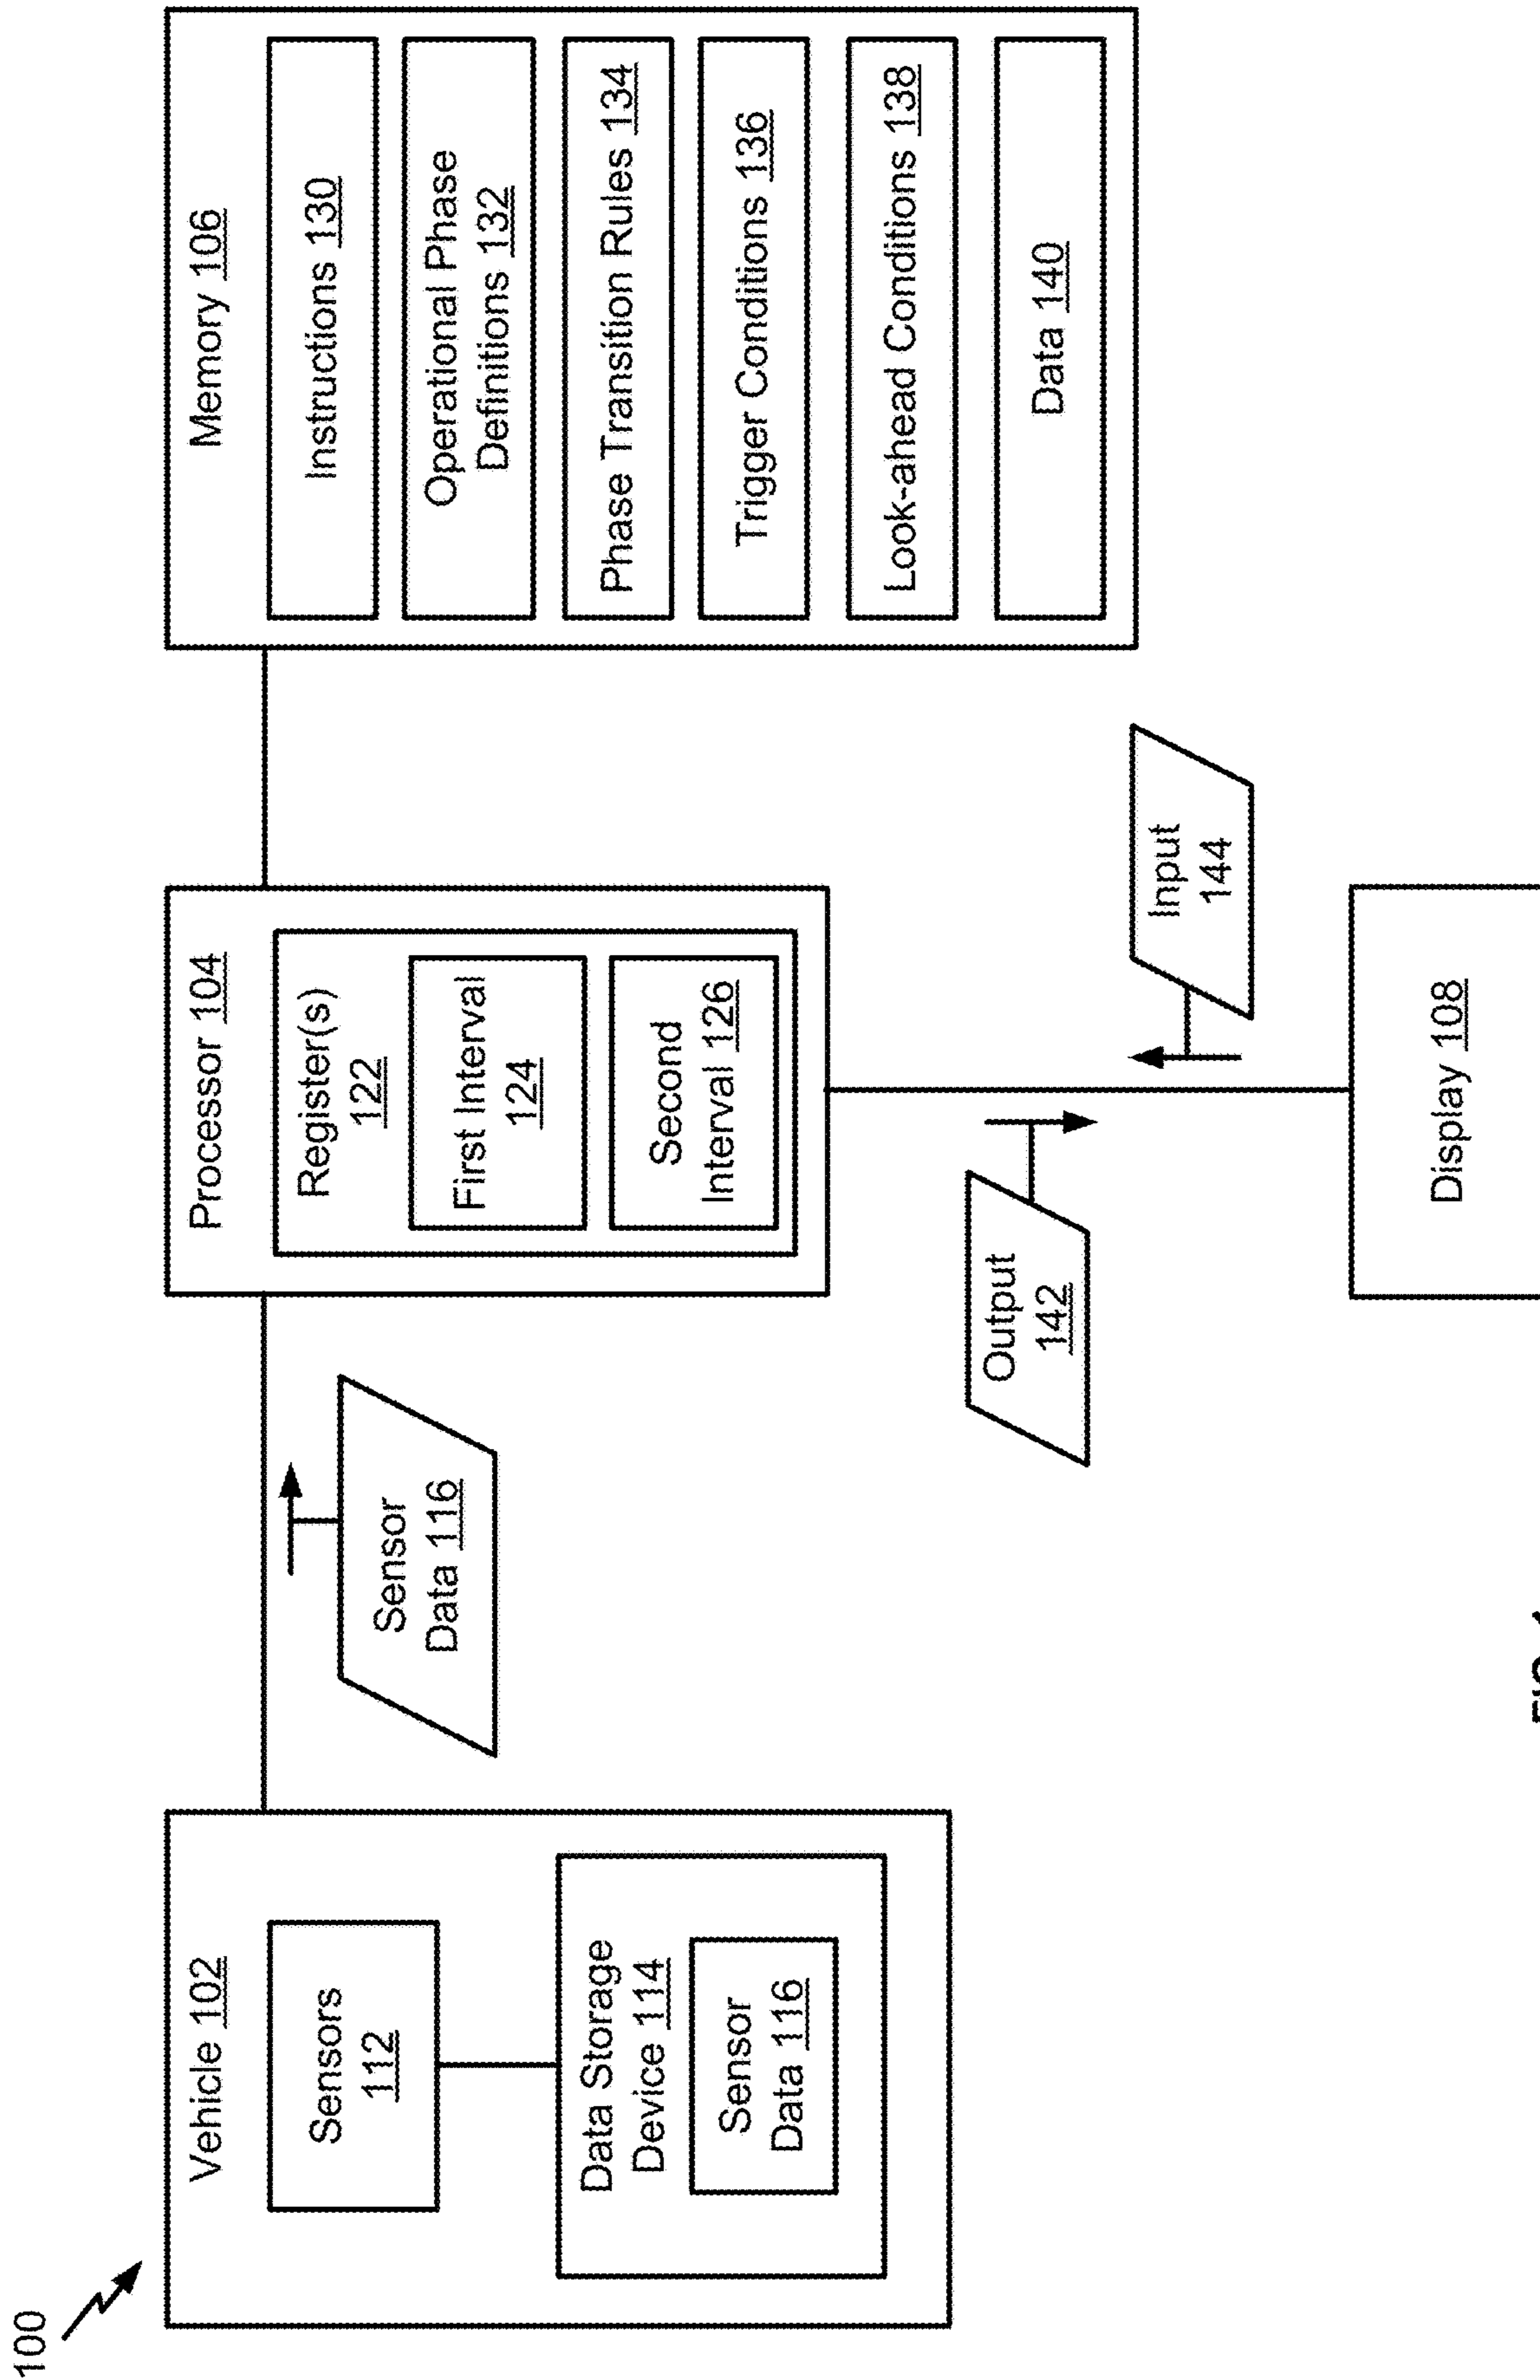 100
Vehicle 102
Sensors
112
Data Storage
Device 114
Sensor
Data 116
Sensor
Data 116
Processor 104
Register(s)
122
First Interval
124
Second
Interval 126
Output
142
Input
144
Display 108
Memory 106
Instructions 130
Operational Phase
Definitions 132
Phase Transition Rules 134
Trigger Conditions 136
Look-ahead Conditions 138
Data 140